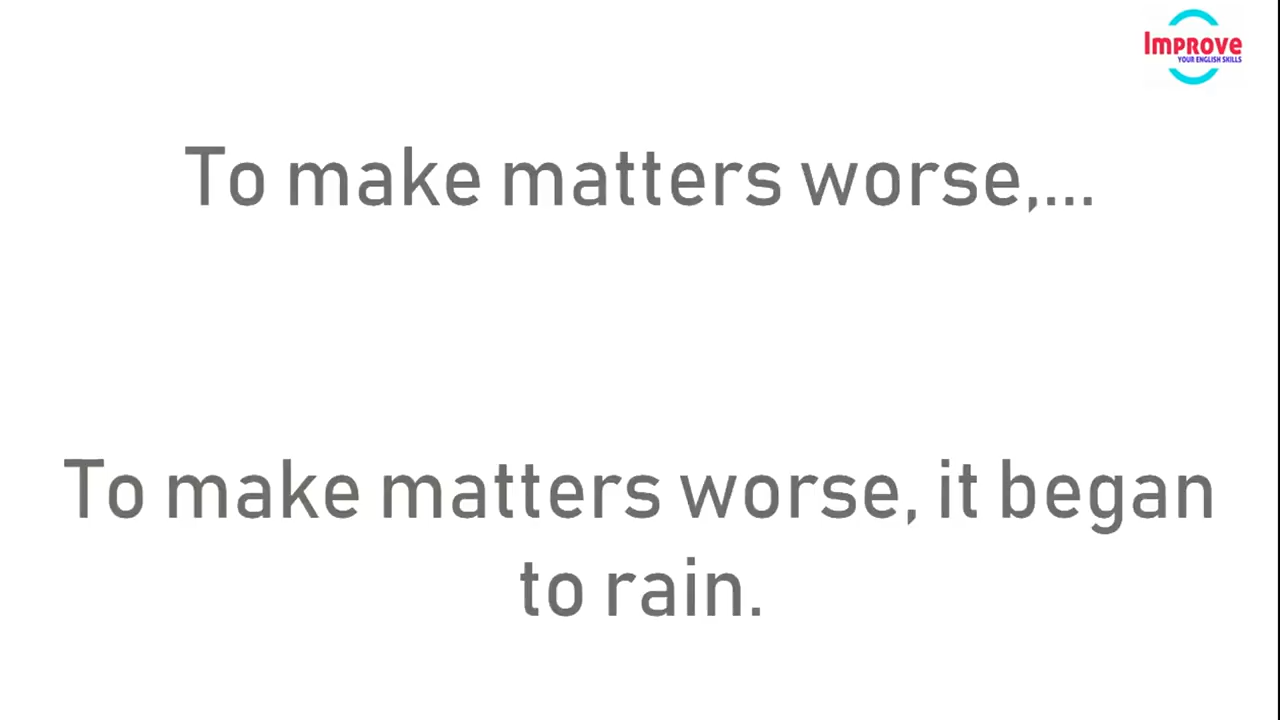 Improve
YOUR ENGLISH SKILLS
To make matters worse,...
To make matters worse, it began
to rain.